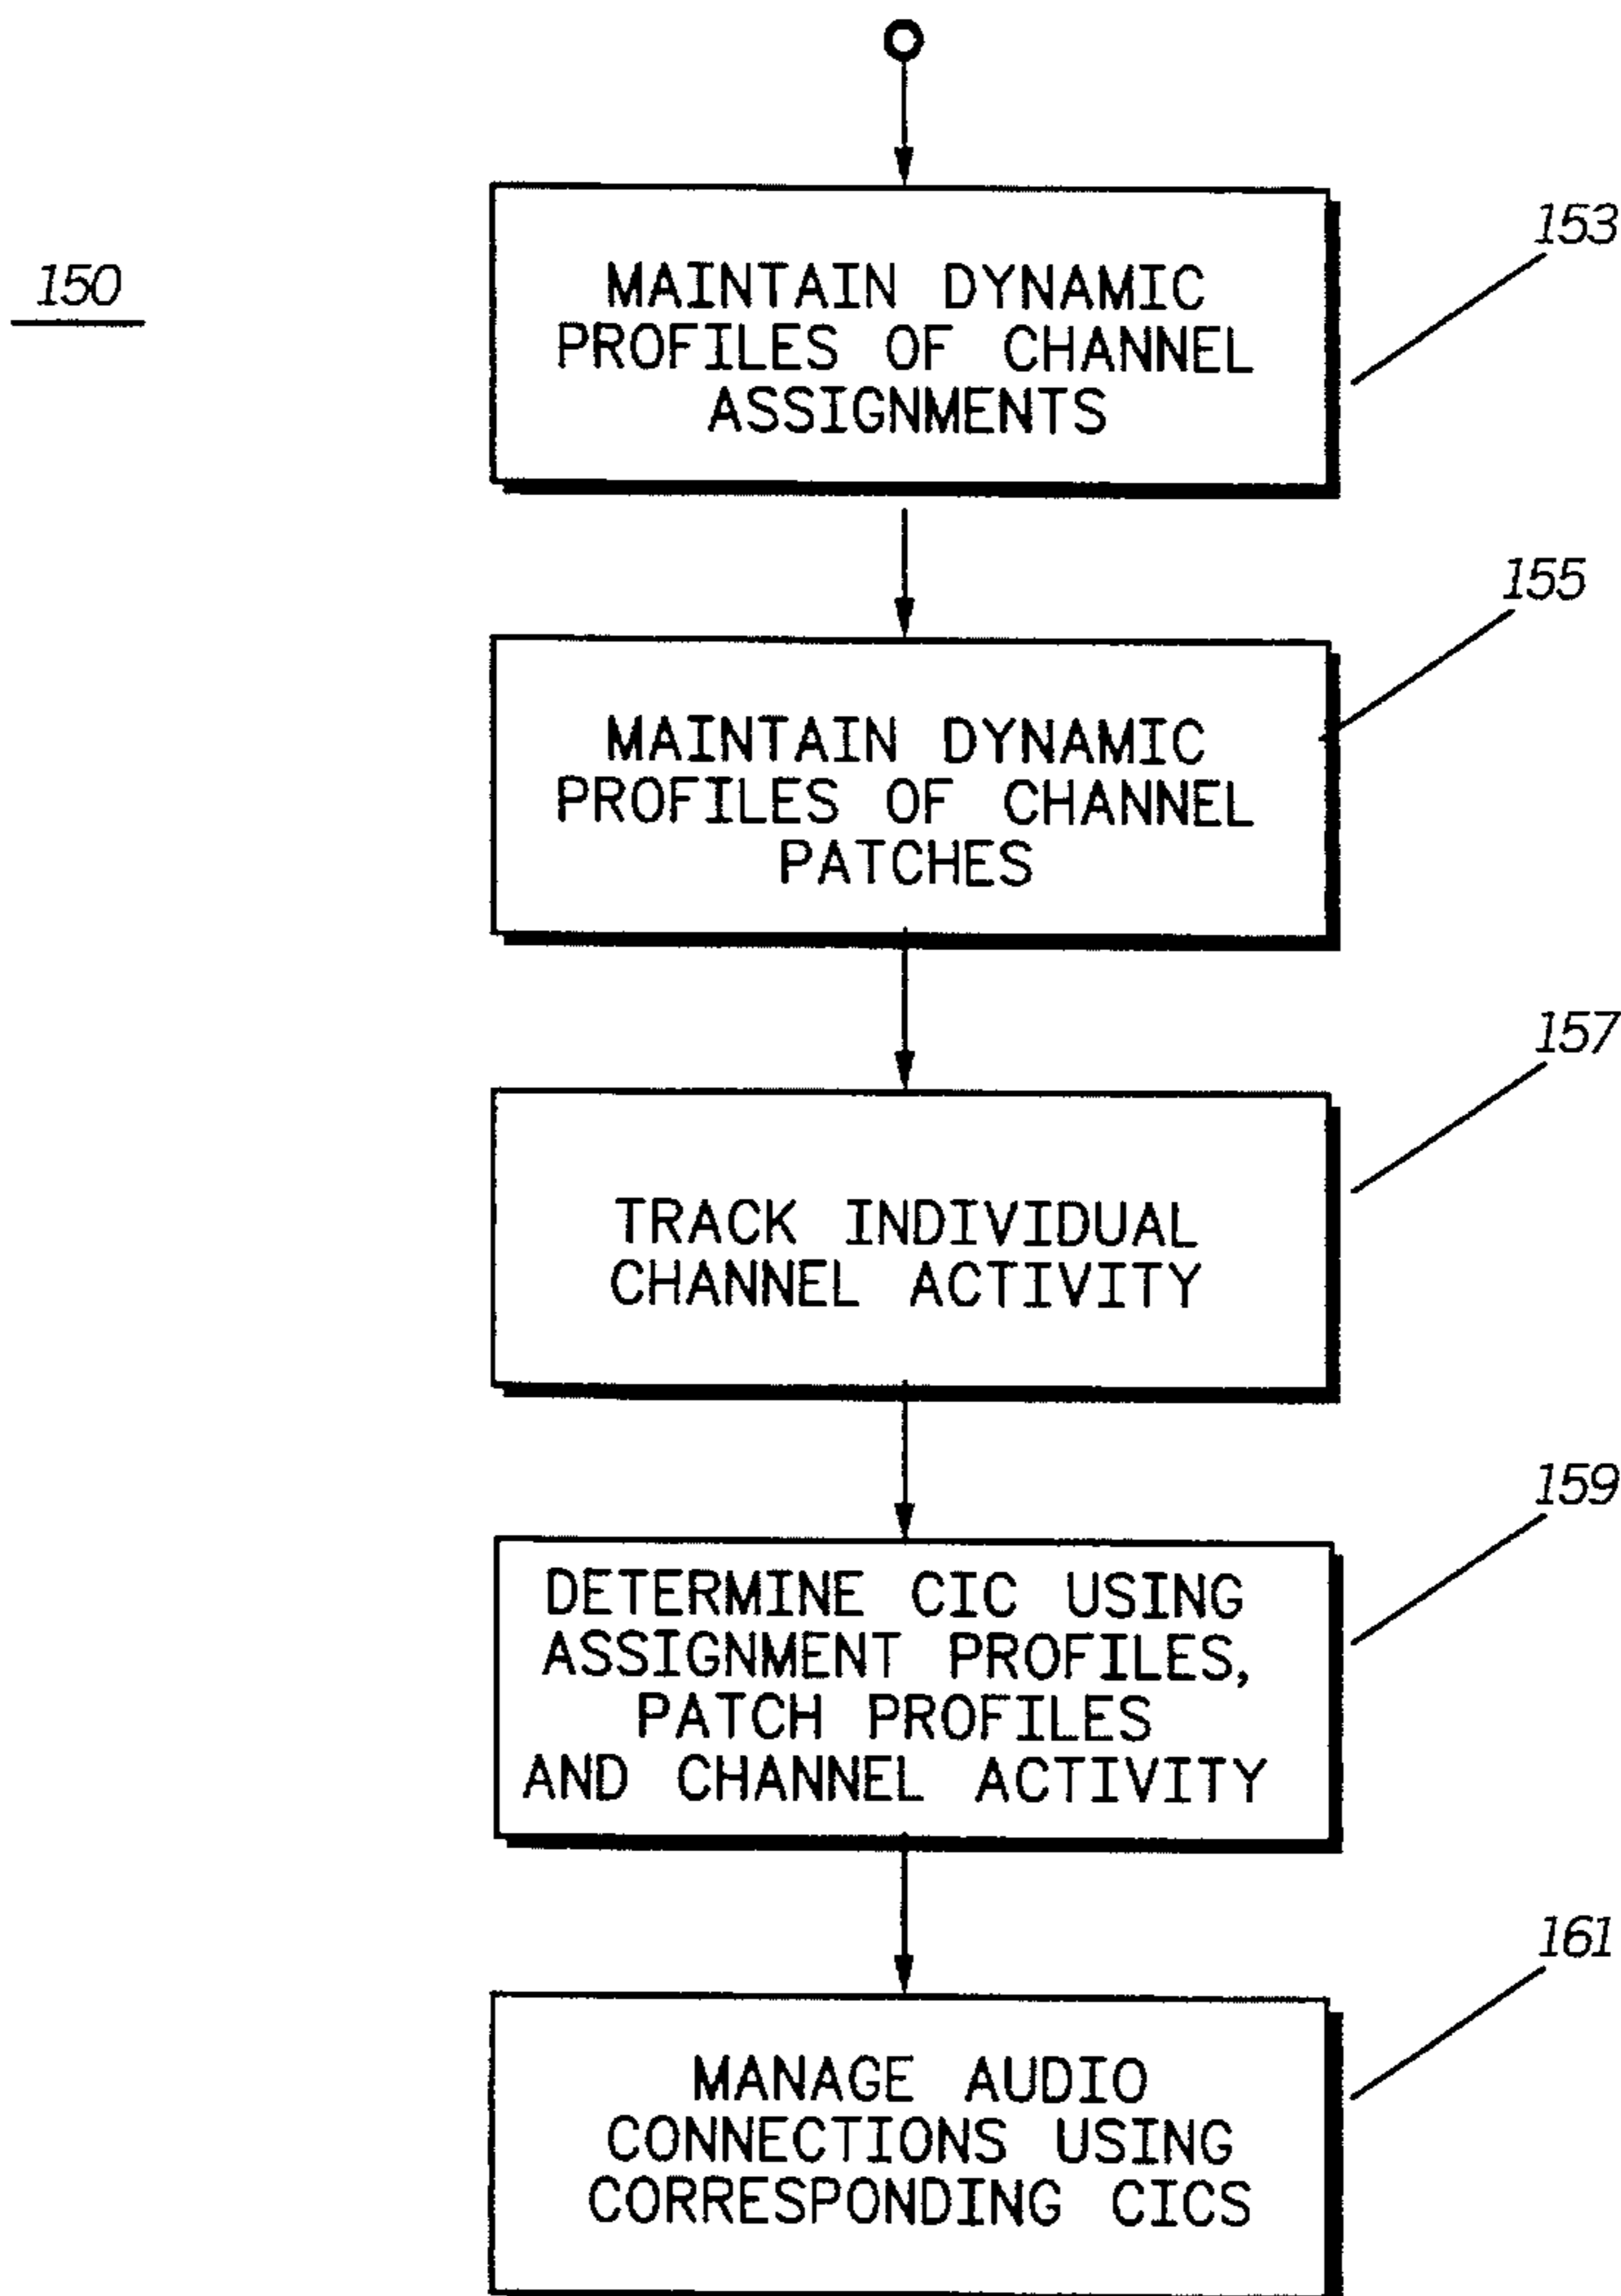 150
153
MAINTAIN DYNAMIC
PROFILES OF CHANNEL
ASSIGNMENTS
155
MAINTAIN DYNAMIC
PROFILES OF CHANNEL
PATCHES
157
TRACK INDIVIDUAL
CHANNEL ACTIVITY
159
DETERMINE CIC USING
ASSIGNMENT PROFILES,
PATCH PROFILES
AND CHANNEL ACTIVITY
161
MANAGE AUDIO
CONNECTIONS USING
CORRESPONDING CICS